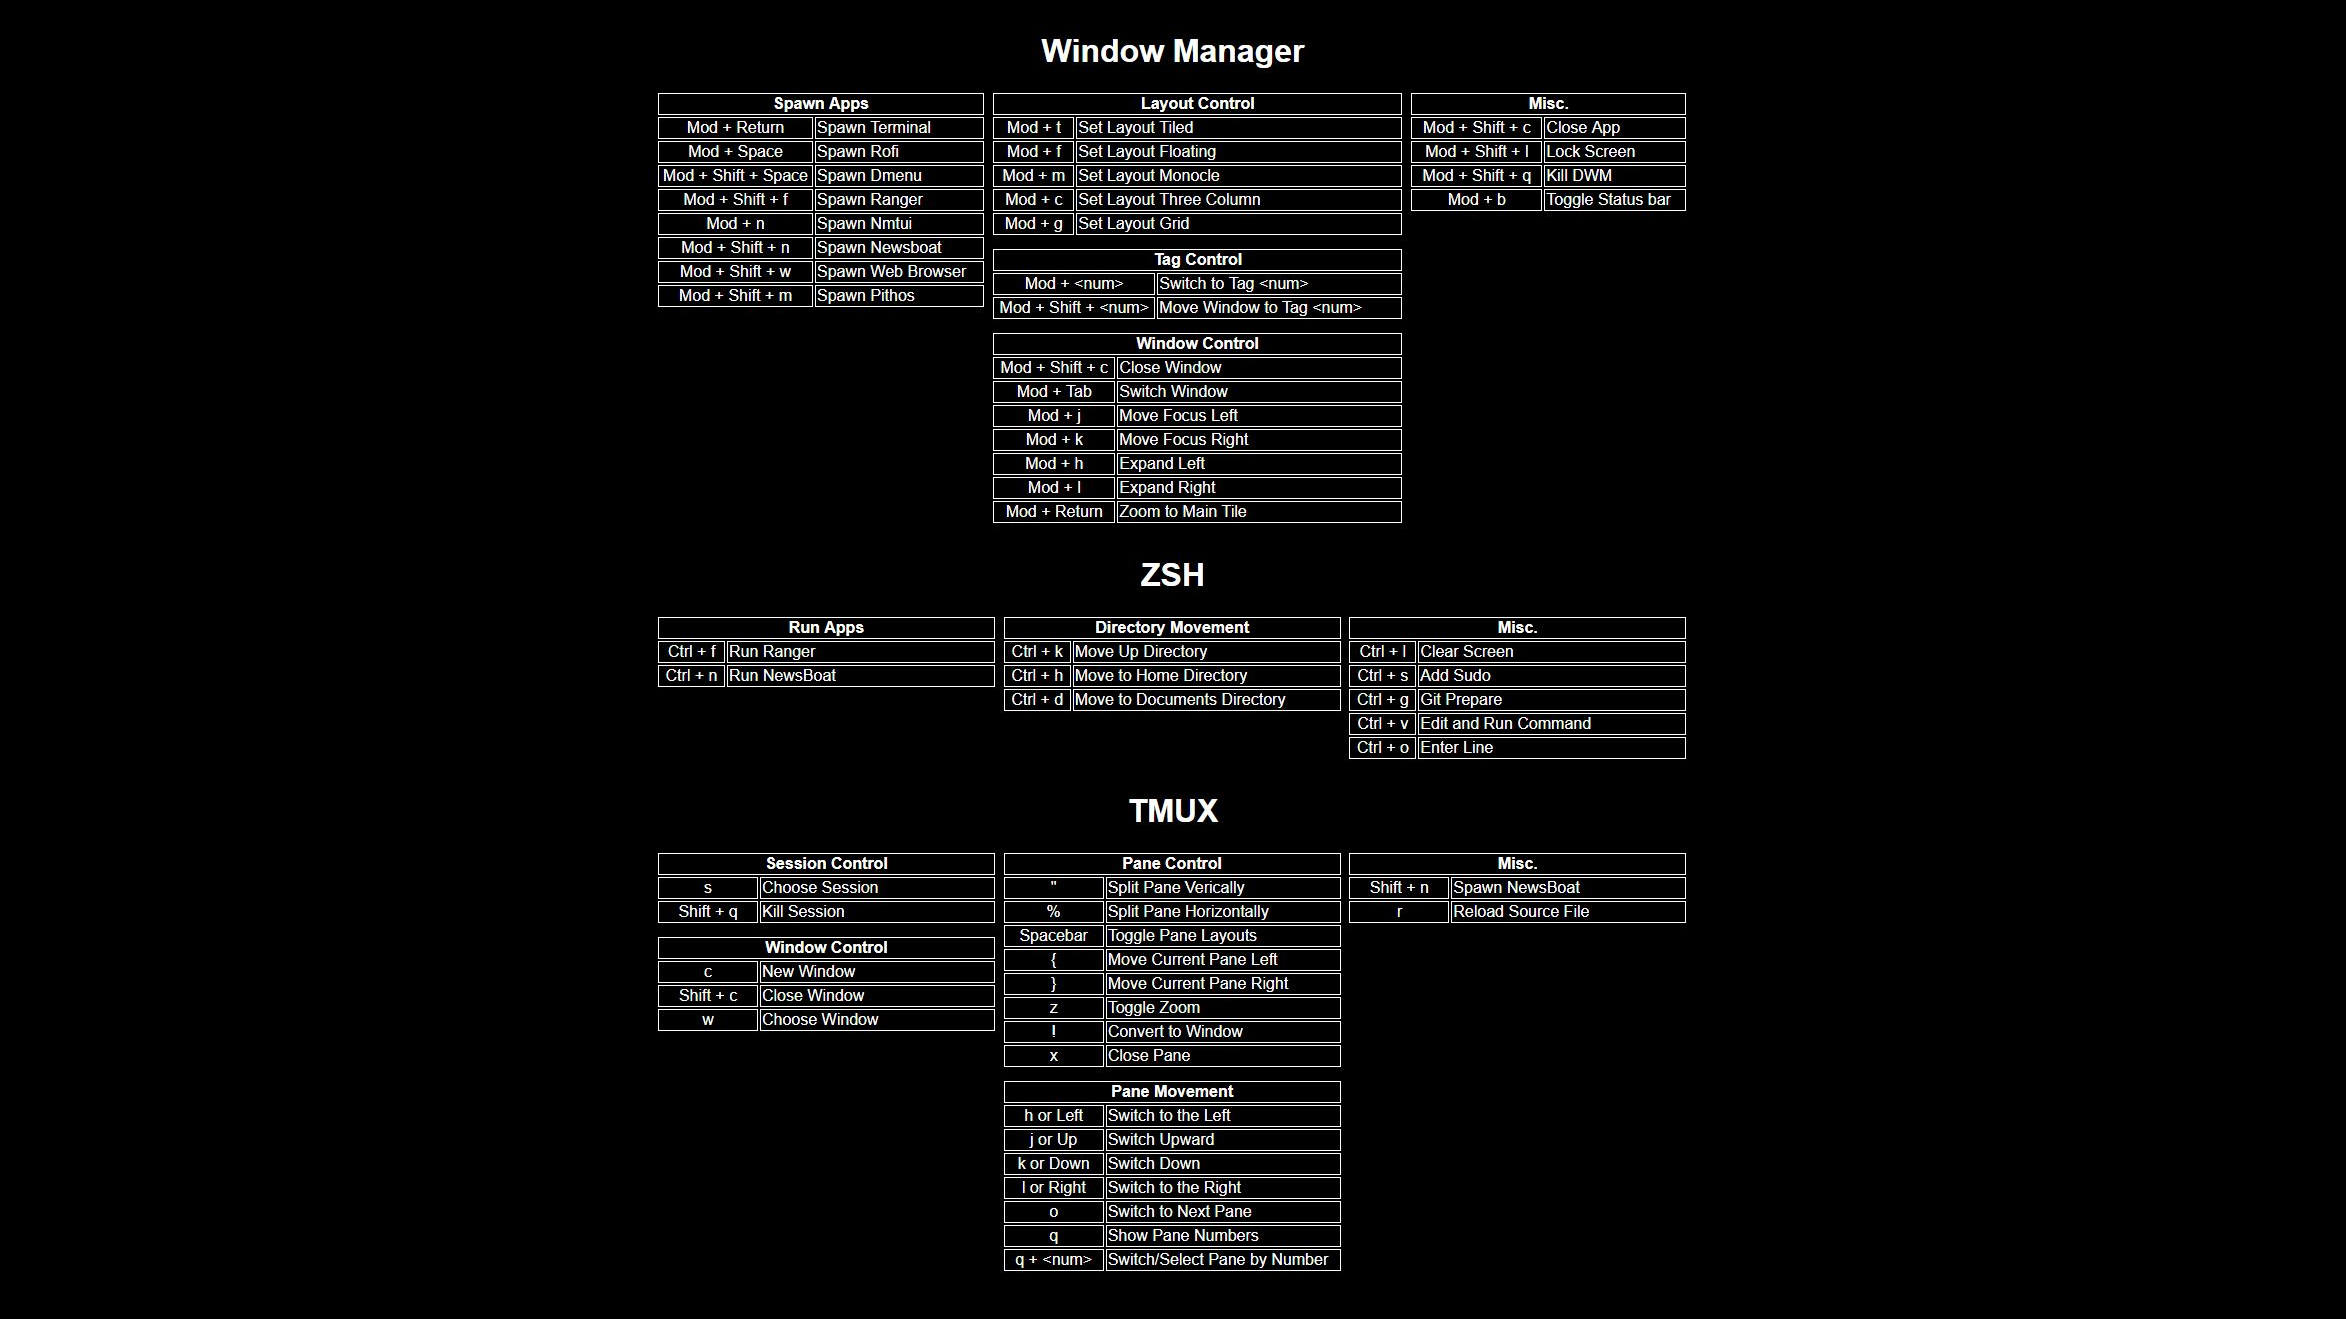 Window Manager
Spawn Apps
Mod + Return Spawn Terminal
Mod + Space Spawn Rofi
Mod + Shift + Space Spawn Dmenu
Mod + Shift + f Spawn Ranger
Mod + n Spawn Nmtui
Mod + Shift + n Spawn Newsboat
Mod + Shift + w Spawn Web Browser
Mod + Shift + m Spawn Pithos
Layout Control
Mod + t Set Layout Tiled
Mod + f Set Layout Floating
Mod + m Set Layout Monocle
Mod + c Set Layout Three Column
Mod + g Set Layout Grid
Tag Control
Mod + <num> Switch to Tag <num>
Mod + Shift + <num> Move Window to Tag <num>
Window Control
Mod + Shift + c Close Window
Mod + Tab Switch Window
Mod + j Move Focus Left
Mod + k Move Focus Right
Mod + h Expand Left
Mod + l Expand Right
Mod + Return Zoom to Main Tile
Misc.
Mod + Shift + c Close App
Mod + Shift + l Lock Screen
Mod + Shift + q Kill DWM
Mod + b Toggle Status bar
ZSH
Run Apps
Ctrl + f Run Ranger
Ctrl + n Run NewsBoat
Directory Movement
Ctrl + k Move Up Directory
Ctrl + h Move to Home Directory
Ctrl + d Move to Documents Directory
Misc.
Ctrl + l Clear Screen
Ctrl + s Add Sudo
Ctrl + g Git Prepare
Ctrl + v Edit and Run Command
Ctrl + o Enter Line
TMUX
Session Control
s Choose Session
Shift + q Kill Session
Window Control
c New Window
Shift + c Close Window
w Choose Window
Pane Control
" Split Pane Verically
% Split Pane Horizontally
Spacebar Toggle Pane Layouts
{ Move Current Pane Left
} Move Current Pane Right
z Toggle Zoom
! Convert to Window
x Close Pane
Pane Movement
h or Left Switch to the Left
j or Up Switch Upward
k or Down Switch Down
l or Right Switch to the Right
o Switch to Next Pane
q Show Pane Numbers
q + <num> Switch/Select Pane by Number
Misc.
Shift + n Spawn NewsBoat
r Reload Source File